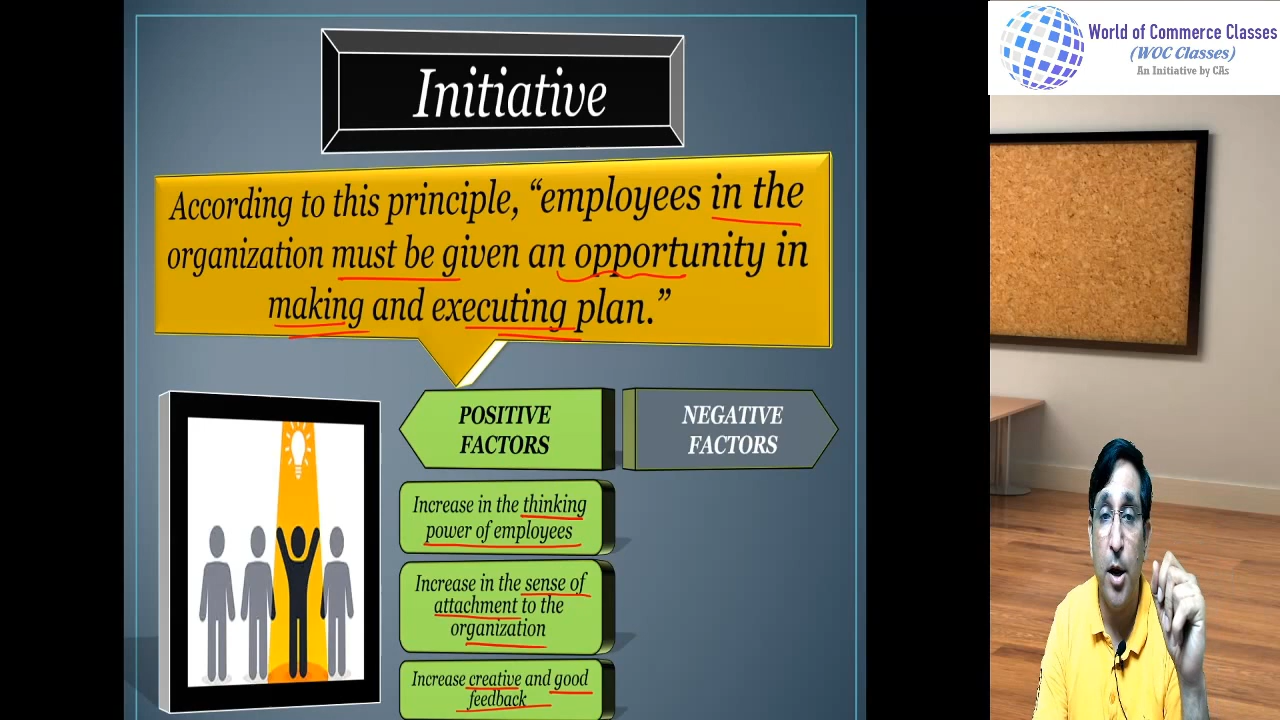 Initiative
According to this principle, “employees in the
organization must be given an opportunity in
making and executing plan.”
POSITIVE
FACTORS
NEGATIVE
FACTORS
Increase in the thinking
power of employees
Increase in the sense of
attachment to the
organization
Increase creative and good
feedback
World of Commerce Classes
(WOC Classes)
An Initiative by CAs